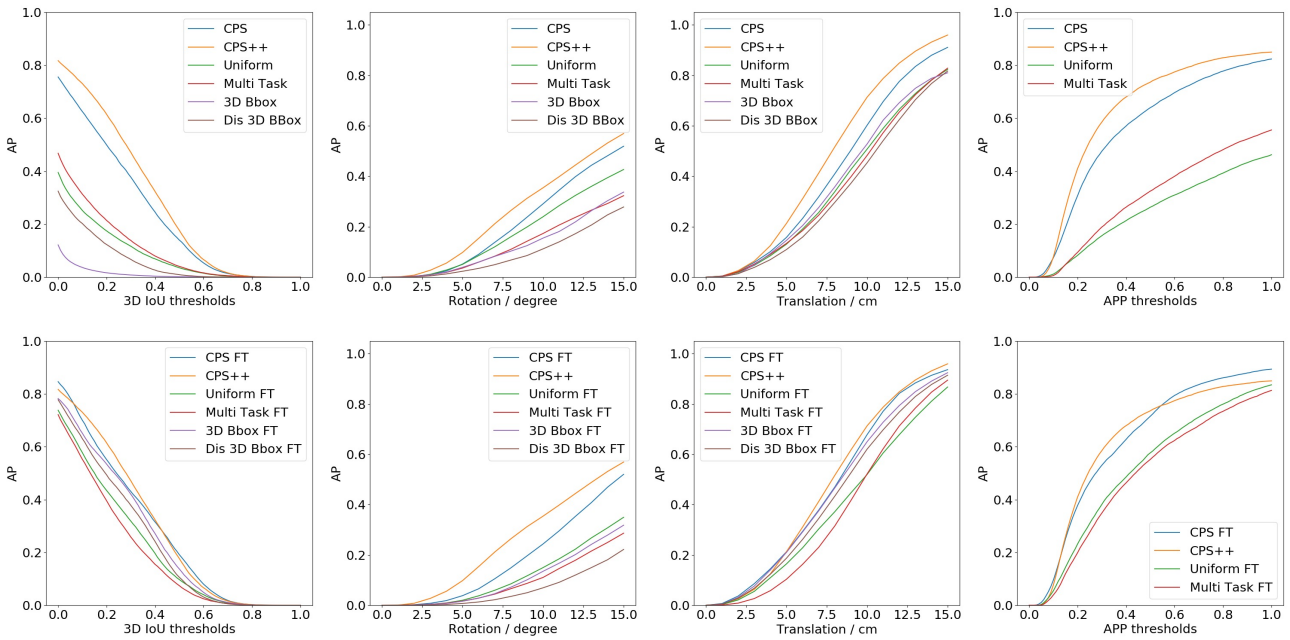 1.0
0.8
0.6
0.4
0.2
0.0
AP
0.0 0.2 0.4 0.6 0.8 1.0
3D IoU thresholds
CPS
CPS++
Uniform
Multi Task
3D Bbox
Dis 3D BBox
1.0
0.8
0.6
0.4
0.2
0.0
AP
0.0 2.5 5.0 7.5 10.0 12.5 15.0
Rotation / degree
CPS
CPS++
Uniform
Multi Task
3D Bbox
Dis 3D BBox
1.0
0.8
0.6
0.4
0.2
0.0
AP
0.0 2.5 5.0 7.5 10.0 12.5 15.0
Translation / cm
CPS
CPS++
Uniform
Multi Task
3D Bbox
Dis 3D BBox
1.0
0.8
0.6
0.4
0.2
0.0
AP
0.0 0.2 0.4 0.6 0.8 1.0
APP thresholds
CPS
CPS++
Uniform
Multi Task
1.0
0.8
0.6
0.4
0.2
0.0
AP
0.0 0.2 0.4 0.6 0.8 1.0
3D IoU thresholds
CPS FT
CPS++
Uniform FT
Multi Task FT
3D Bbox FT
Dis 3D Bbox FT
1.0
0.8
0.6
0.4
0.2
0.0
AP
0.0 2.5 5.0 7.5 10.0 12.5 15.0
Rotation / degree
CPS FT
CPS++
Uniform FT
Multi Task FT
3D Bbox FT
Dis 3D Bbox FT
1.0
0.8
0.6
0.4
0.2
0.0
AP
0.0 2.5 5.0 7.5 10.0 12.5 15.0
Translation / cm
CPS FT
CPS++
Uniform FT
Multi Task FT
3D Bbox FT
Dis 3D Bbox FT
1.0
0.8
0.6
0.4
0.2
0.0
AP
0.0 0.2 0.4 0.6 0.8 1.0
APP thresholds
CPS FT
CPS++
Uniform FT
Multi Task FT